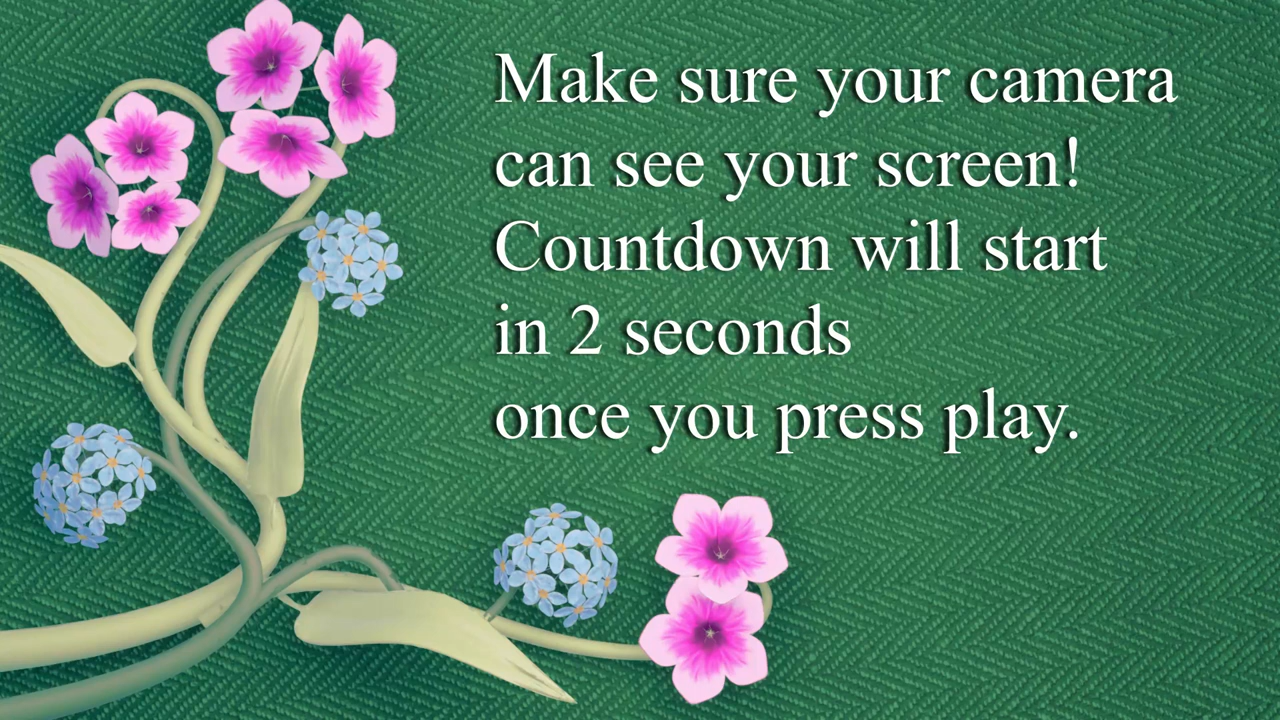 Make sure your camera
can see your screen!
Countdown will start
in 2 seconds
once you press play.